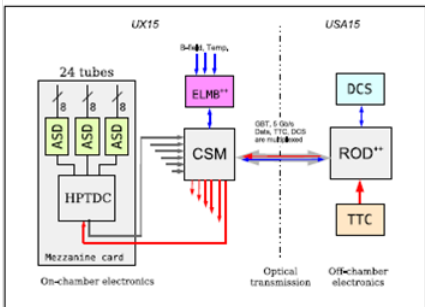 UX15
USA15
24 tubes
B-field, Temp,
8
8
8
ELMB++
DCS
ASD
ASD
ASD
GBT, 5 Gb/s
Data, TTC, DCS
are multiplexed
CSM
ROD++
HPTDC
TTC
Mezzanine card
On-chamber electronics
Optical
transmission
Off-chamber
electronics